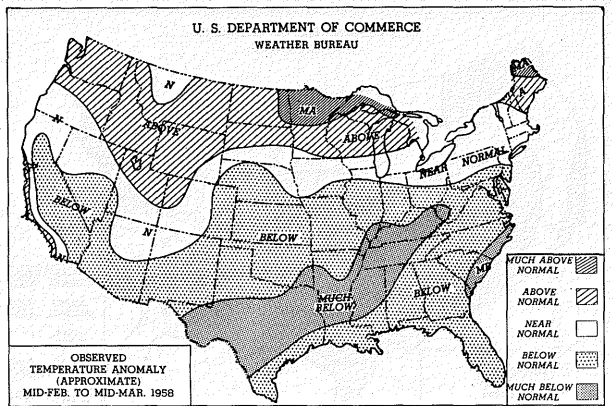 U. S. DEPARTMENT OF COMMERCE
WEATHER BUREAU
N
N
MA
A
ABOVE
ABOVE
NEAR NORMAL
BELOW
N
BELOW
N
MB
MUCH BELOW
BELOW
MUCH ABOVE NORMAL
ABOVE NORMAL
NEAR NORMAL
BELOW NORMAL
MUCH BELOW NORMAL
OBSERVED
TEMPERATURE ANOMALY
(APPROXIMATE)
MID-FEB. TO MID-MAR. 1958